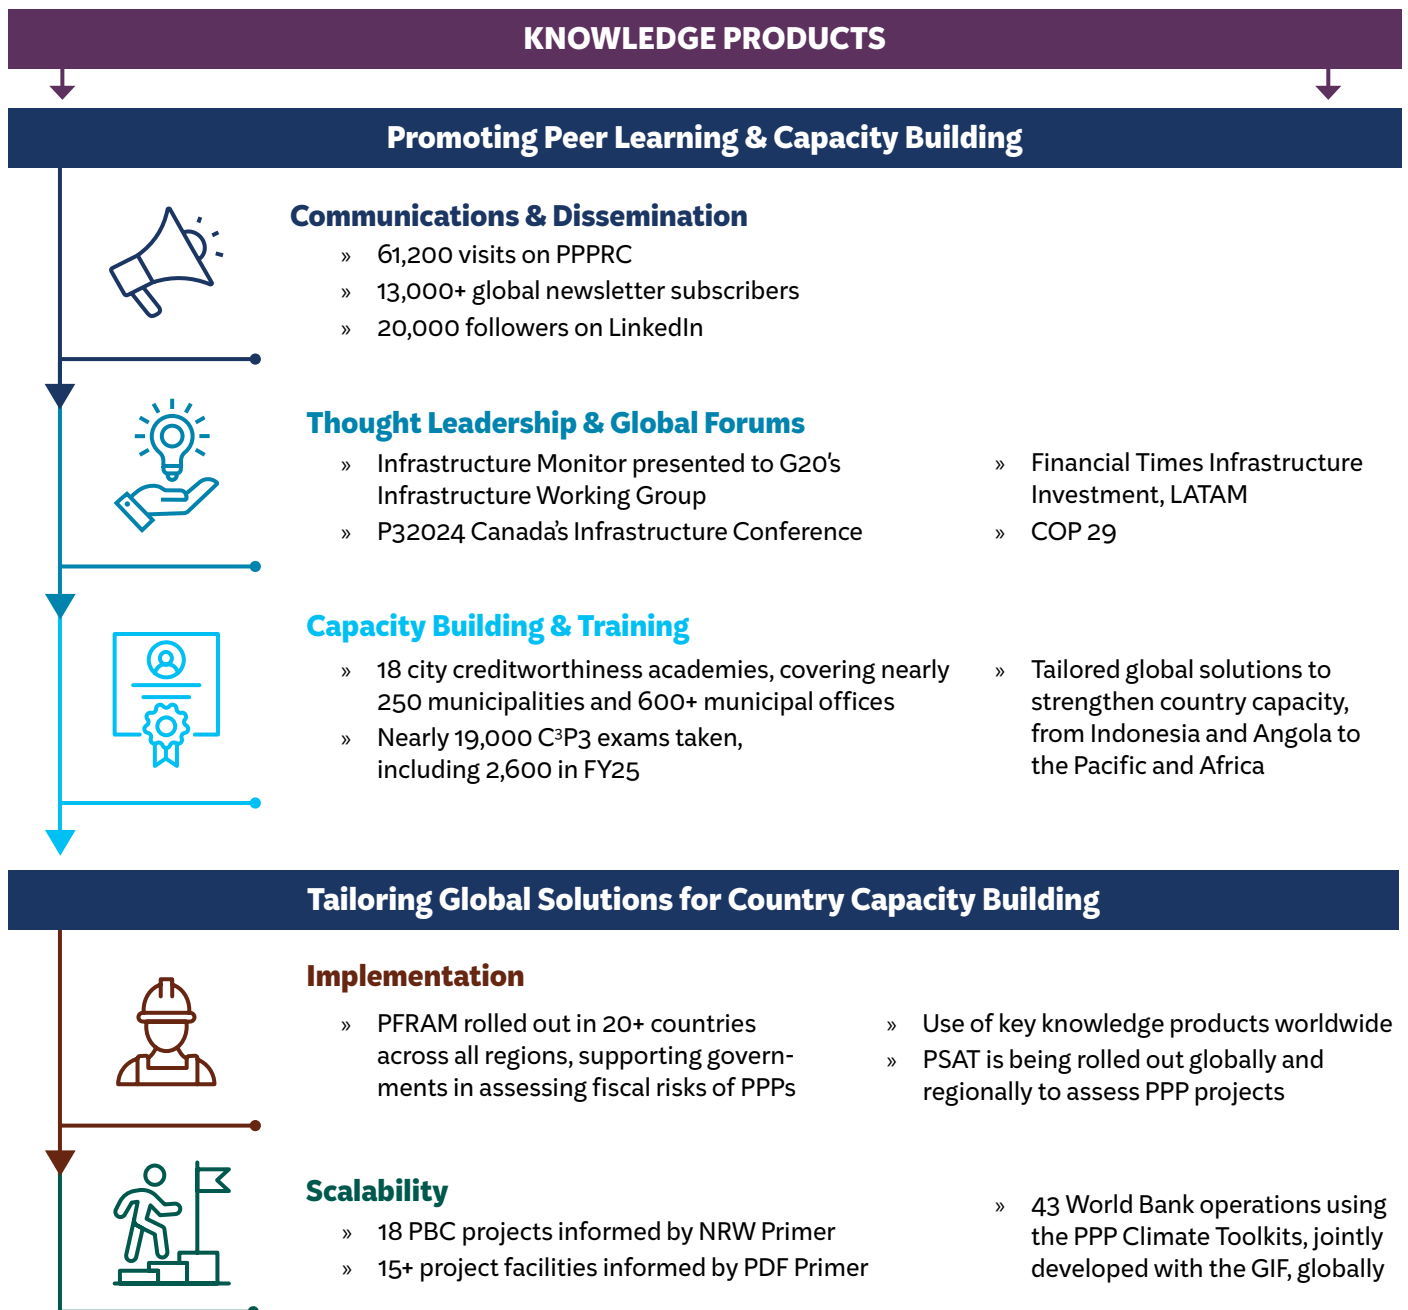 KNOWLEDGE PRODUCTS
Promoting Peer Learning & Capacity Building
Communications & Dissemination
» 61,200 visits on PPPRC
» 13,000+ global newsletter subscribers
» 20,000 followers on LinkedIn
Thought Leadership & Global Forums
» Infrastructure Monitor presented to G20's
Infrastructure Working Group
» P32024 Canada’s Infrastructure Conference
» Financial Times Infrastructure
Investment, LATAM
» COP 29
Capacity Building & Training
» 18 city creditworthiness academies, covering nearly
250 municipalities and 600+ municipal offices
» Nearly 19,000 C³P3 exams taken,
including 2,600 in FY25
» Tailored global solutions to
strengthen country capacity,
from Indonesia and Angola to
the Pacific and Africa
Tailoring Global Solutions for Country Capacity Building
Implementation
» PFRAM rolled out in 20+ countries
across all regions, supporting govern-
ments in assessing fiscal risks of PPPs
» Use of key knowledge products worldwide
» PSAT is being rolled out globally and
regionally to assess PPP projects
Scalability
» 18 PBC projects informed by NRW Primer
» 15+ project facilities informed by PDF Primer
» 43 World Bank operations using
the PPP Climate Toolkits, jointly
developed with the GIF, globally